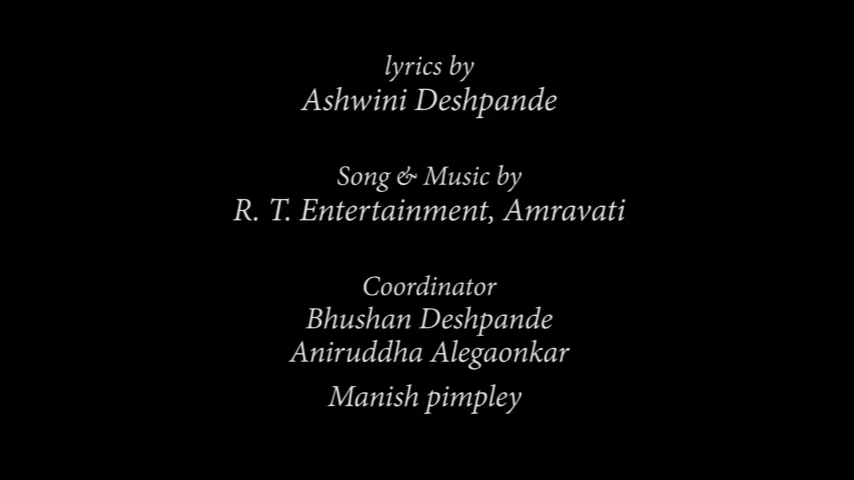 lyrics by
Ashwini Deshpande
Song & Music by
R. T. Entertainment, Amravati
Coordinator
Bhushan Deshpande
Aniruddha Alegaonkar
Manish pimpley